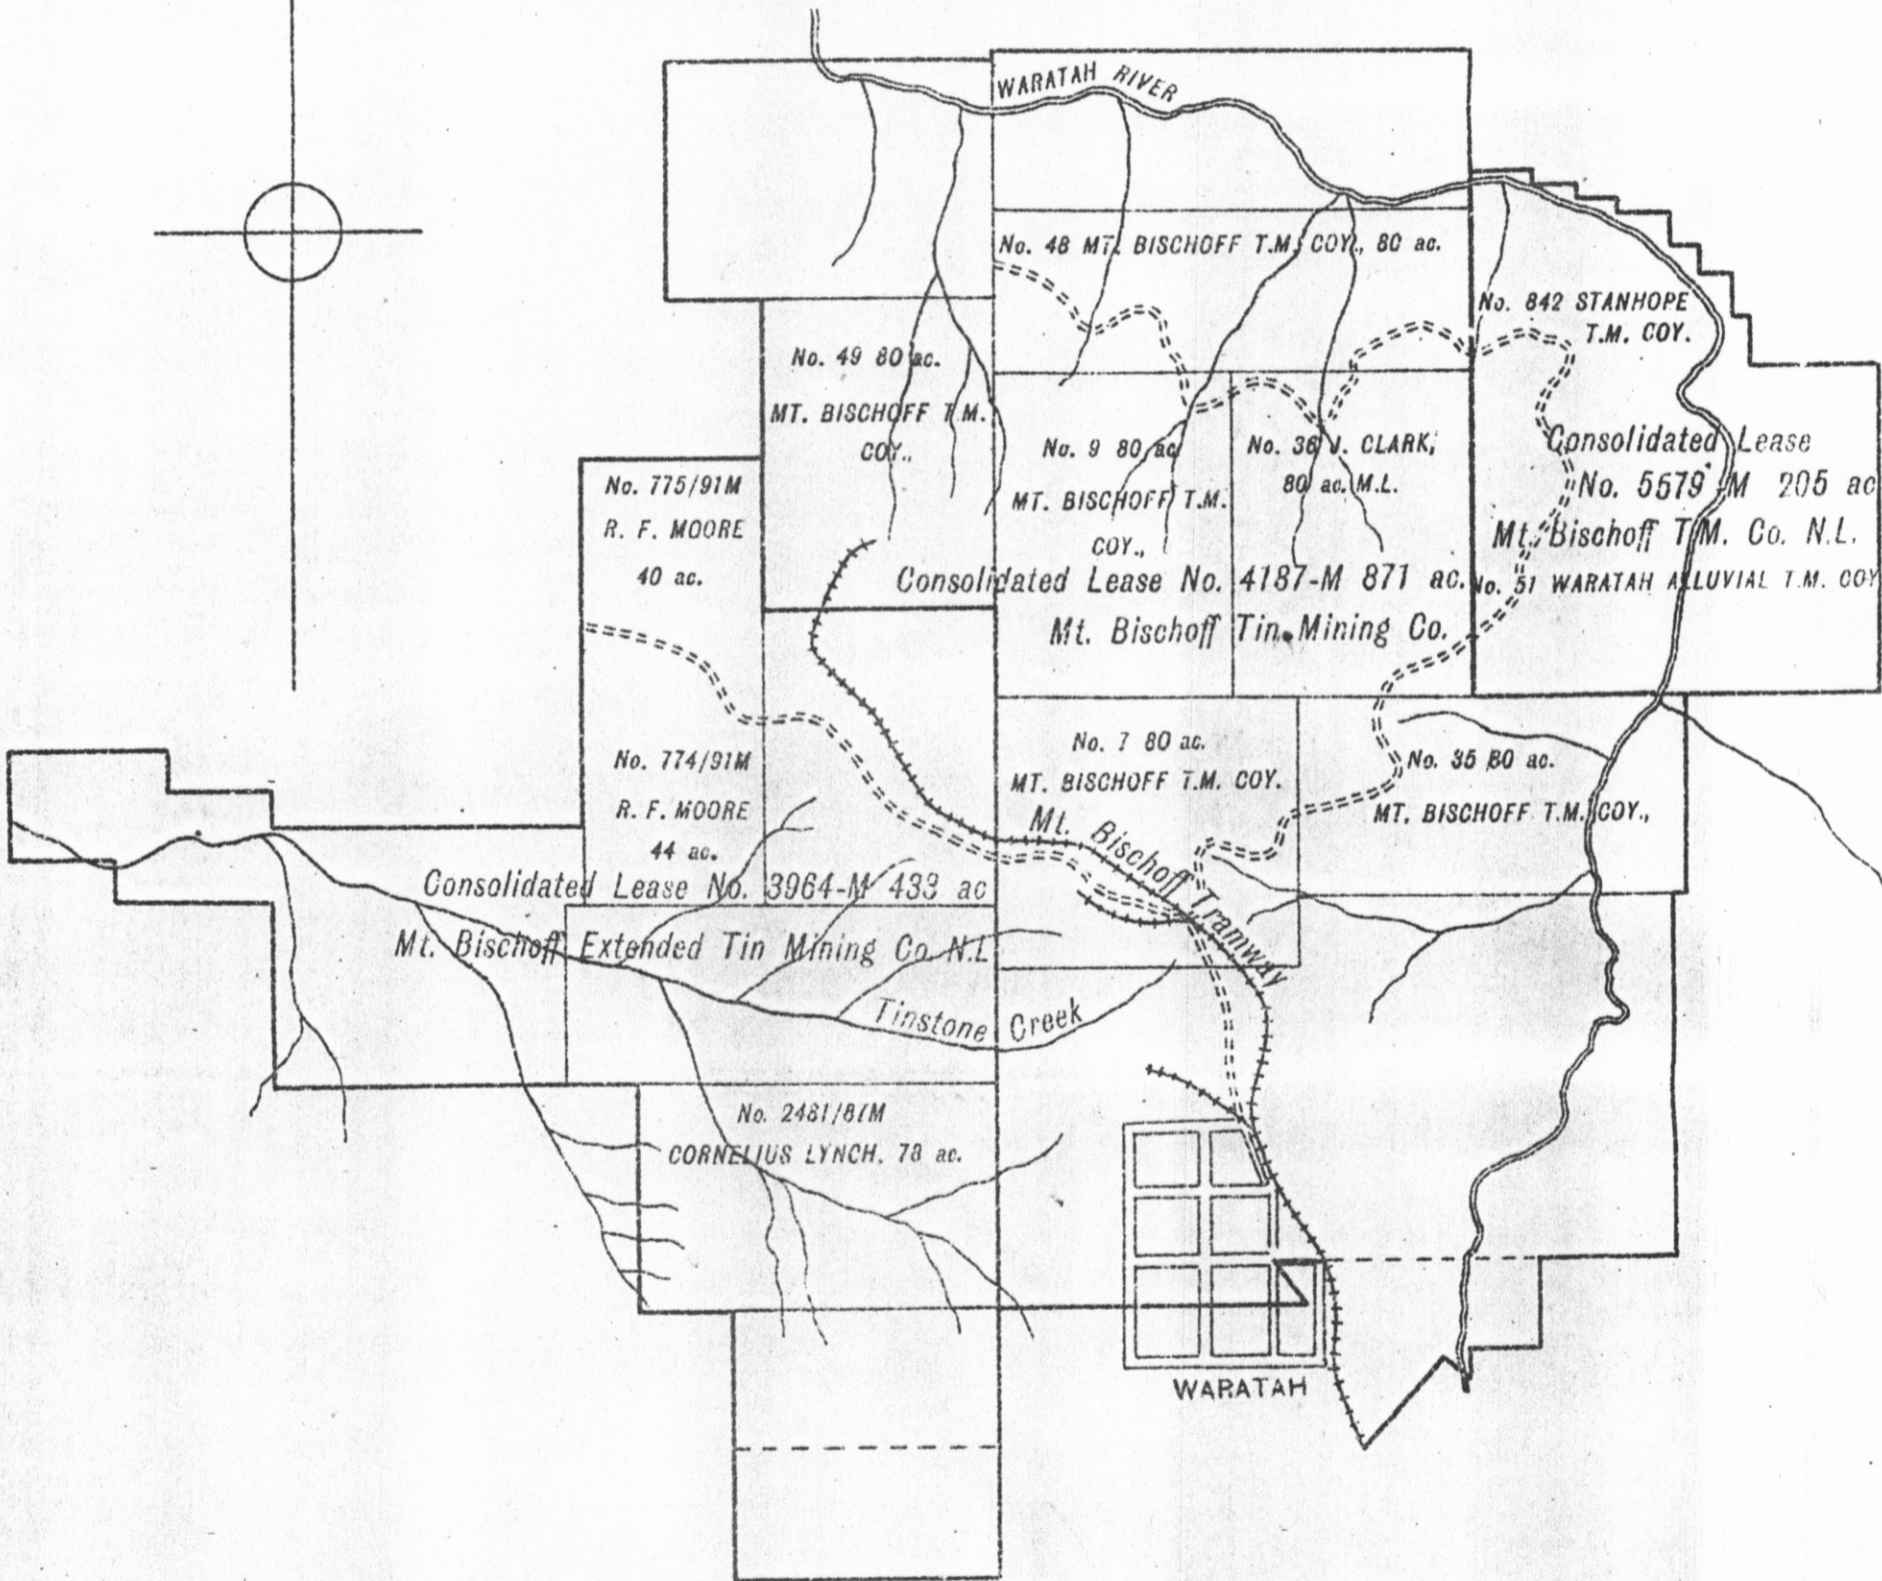 WARATAH RIVER
No. 48 MT. BISCHOFF T.M. COY., 80 ac.
No. 842 STANHOPE
T.M. COY.
No. 49 80 ac.
MT. BISCHOFF T.M.
COY.,
No. 9 80 ac.
MT. BISCHOFF T.M.
COY.,
No. 36 J. CLARK,
80 ac. M.L.
Consolidated Lease
No. 5579 M 205 ac
Mt. Bischoff T.M. Co. N.L.
No. 51 WARATAH ALLUVIAL T.M. COY
No. 775/91M
R. F. MOORE
40 ac.
Consolidated Lease No. 4187-M 871 ac.
Mt. Bischoff Tin Mining Co.
No. 774/91M
R. F. MOORE
44 ac.
No. 7 80 ac.
MT. BISCHOFF T.M. COY.
No. 35 80 ac.
MT. BISCHOFF T.M. COY.,
Mt. Bischoff Tramway
Consolidated Lease No. 3964-M 433 ac
Mt. Bischoff Extended Tin Mining Co. N.L
Tinstone Creek
No. 2481/87M
CORNELIUS LYNCH. 78 ac.
WARATAH